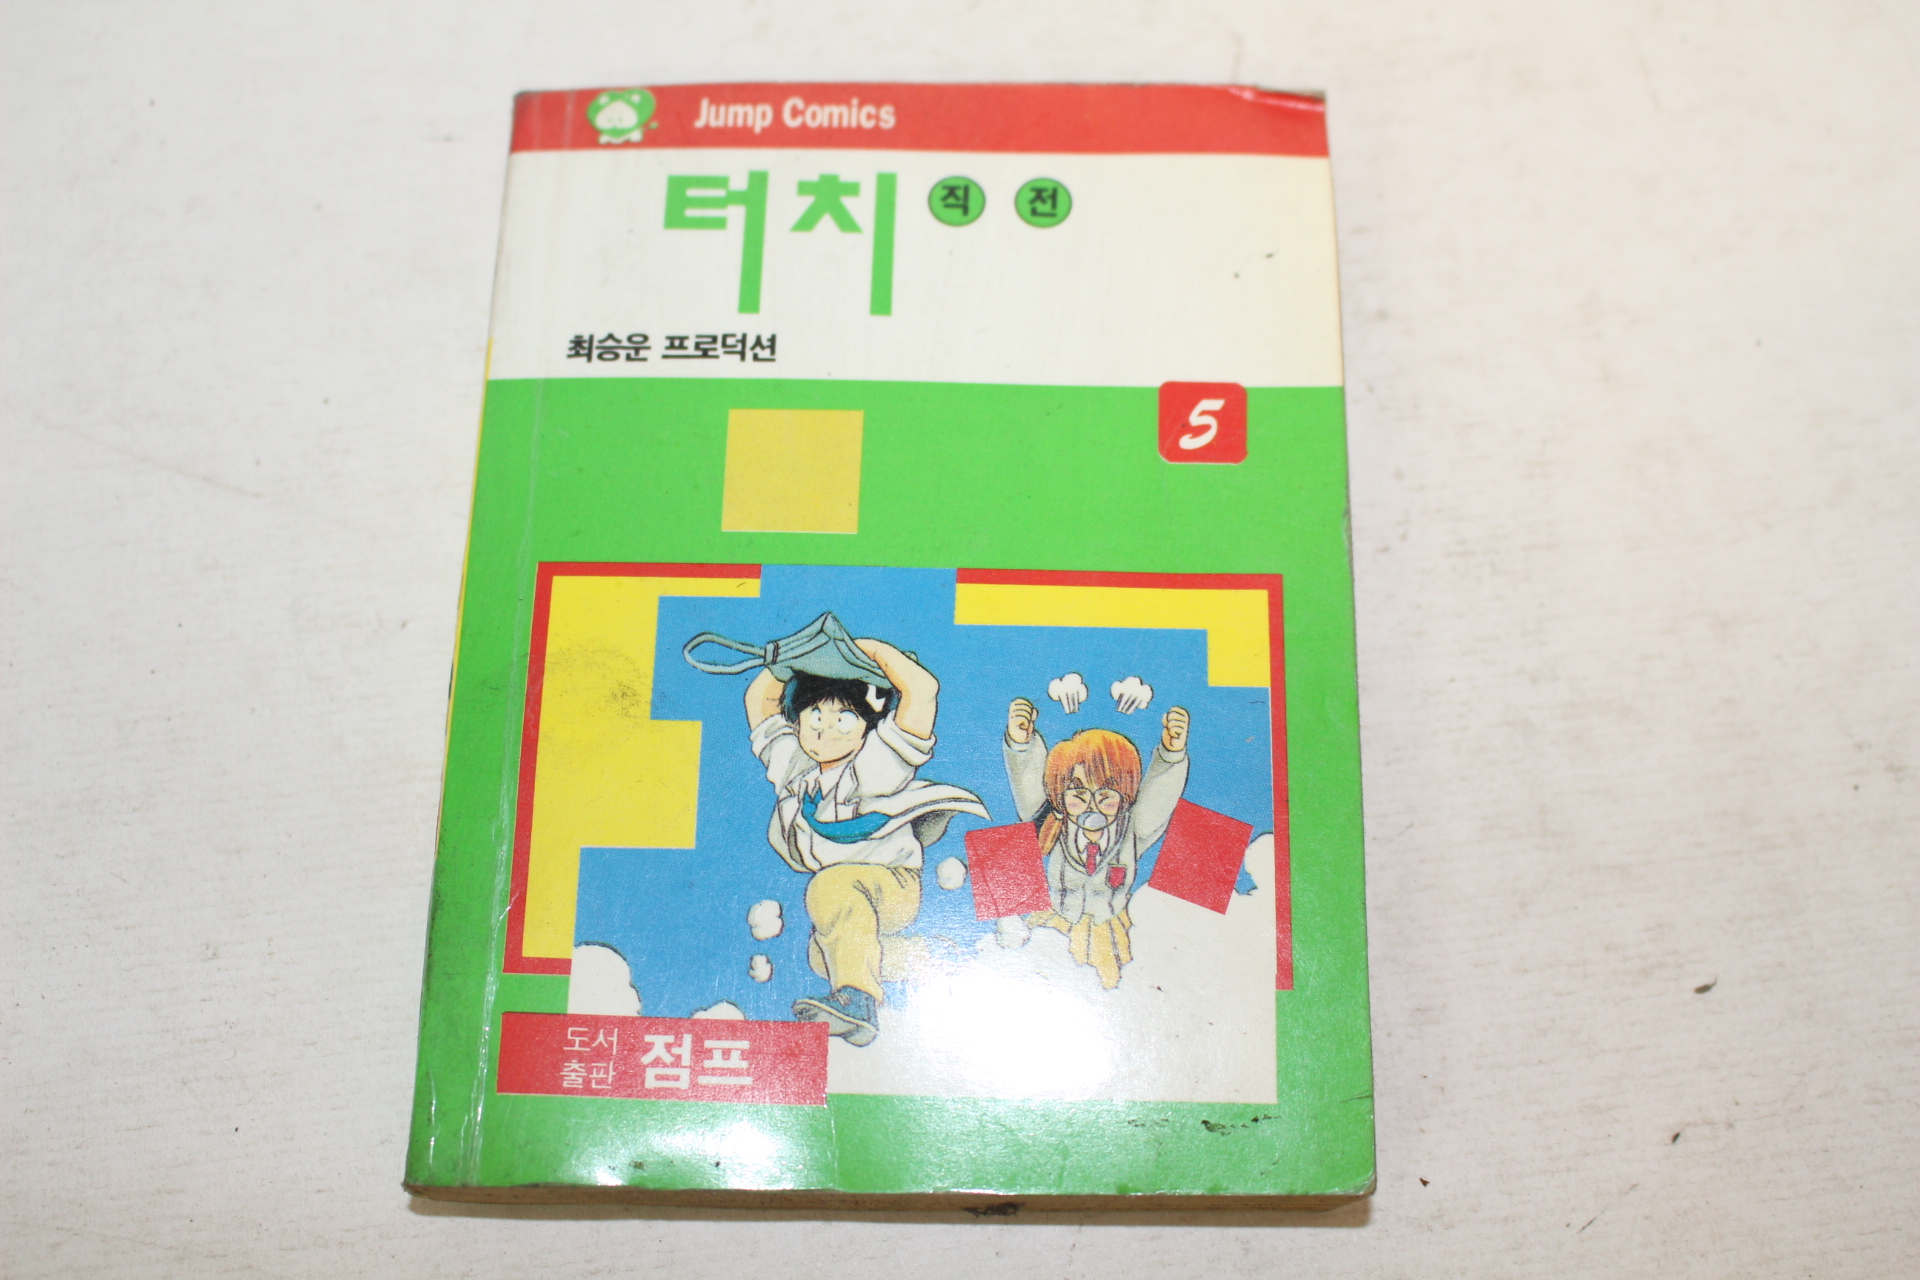 Jump Comics
터치 직 전
최승운 프로덕션
5
도서
출판 점프